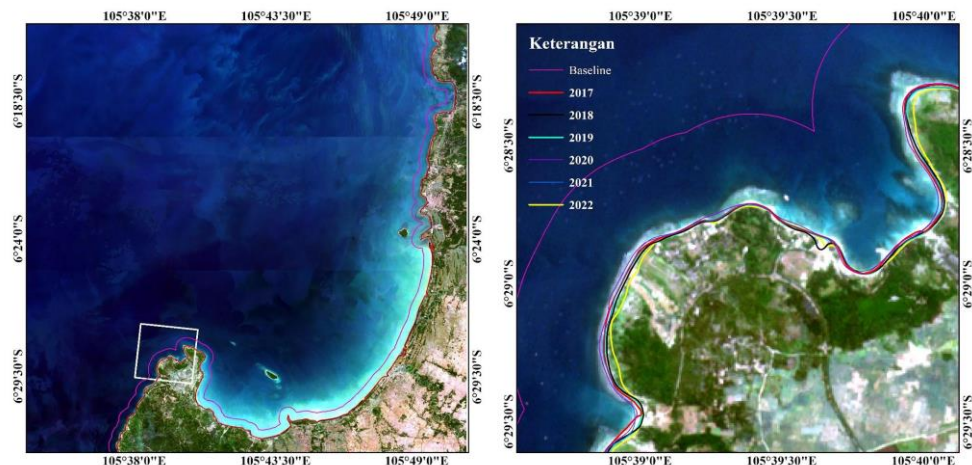 105°38'0"E 105°43'30"E 105°49'0"E
6°18'30"S 6°18'30"S
6°24'0"S 6°24'0"S
6°29'30"S 6°29'30"S
105°38'0"E 105°43'30"E 105°49'0"E
105°39'0"E 105°39'30"E 105°40'0"E
Keterangan
Baseline
2017
2018
2019
2020
2021
2022
6°28'30"S 6°28'30"S
6°29'0"S 6°29'0"S
6°29'30"S 6°29'30"S
105°39'0"E 105°39'30"E 105°40'0"E